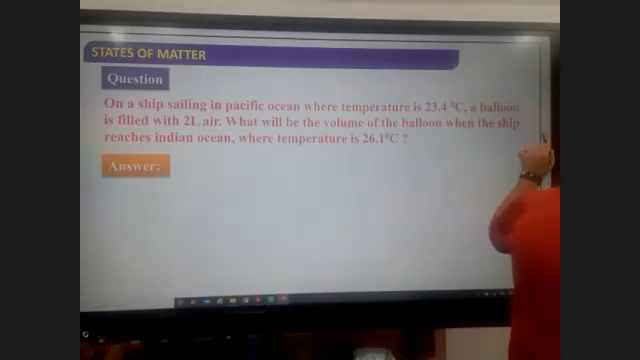 STATES OF MATTER
Question
On a ship sailing in pacific ocean where temperature is 23.4 ⁰C, a balloon
is filled with 2L air. What will be the volume of the balloon when the ship
reaches indian ocean, where temperature is 26.1⁰C ?
Answer: